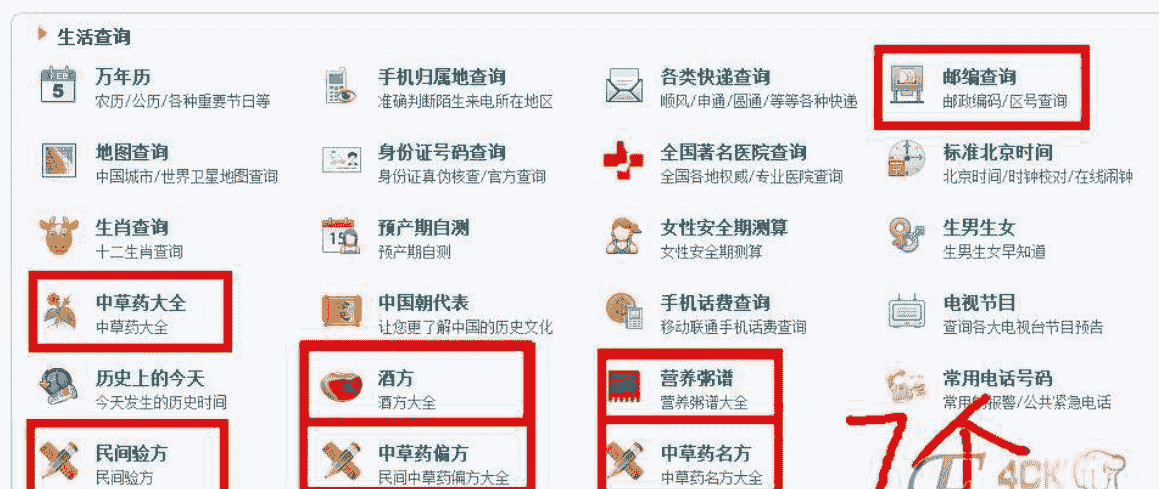 生活查询
万年历
农历/公历/各种重要节日等
手机归属地查询
准确判断陌生来电所在地区
各类快递查询
顺风/申通/圆通/等等各种快递
邮编查询
邮政编码/区号查询
地图查询
中国城市/世界卫星地图查询
身份证号码查询
身份证真伪核查/官方查询
全国著名医院查询
全国各地权威/专业医院查询
标准北京时间
北京时间/时钟校对/在线闹钟
生肖查询
十二生肖查询
预产期自测
预产期自测
女性安全期测算
女性安全期测算
生男生女
生男生女早知道
中草药大全
中草药大全
中国朝代表
让您更了解中国的历史文化
手机话费查询
移动联通手机话费查询
电视节目
查询各大电视台节目预告
历史上的今天
今天发生的历史时间
酒方
酒方大全
营养粥谱
营养粥谱大全
常用电话号码
常用的报警/公共紧急电话
民间验方
民间验方
中草药偏方
民间中草药偏方大全
中草药名方
中草药名方大全
7个